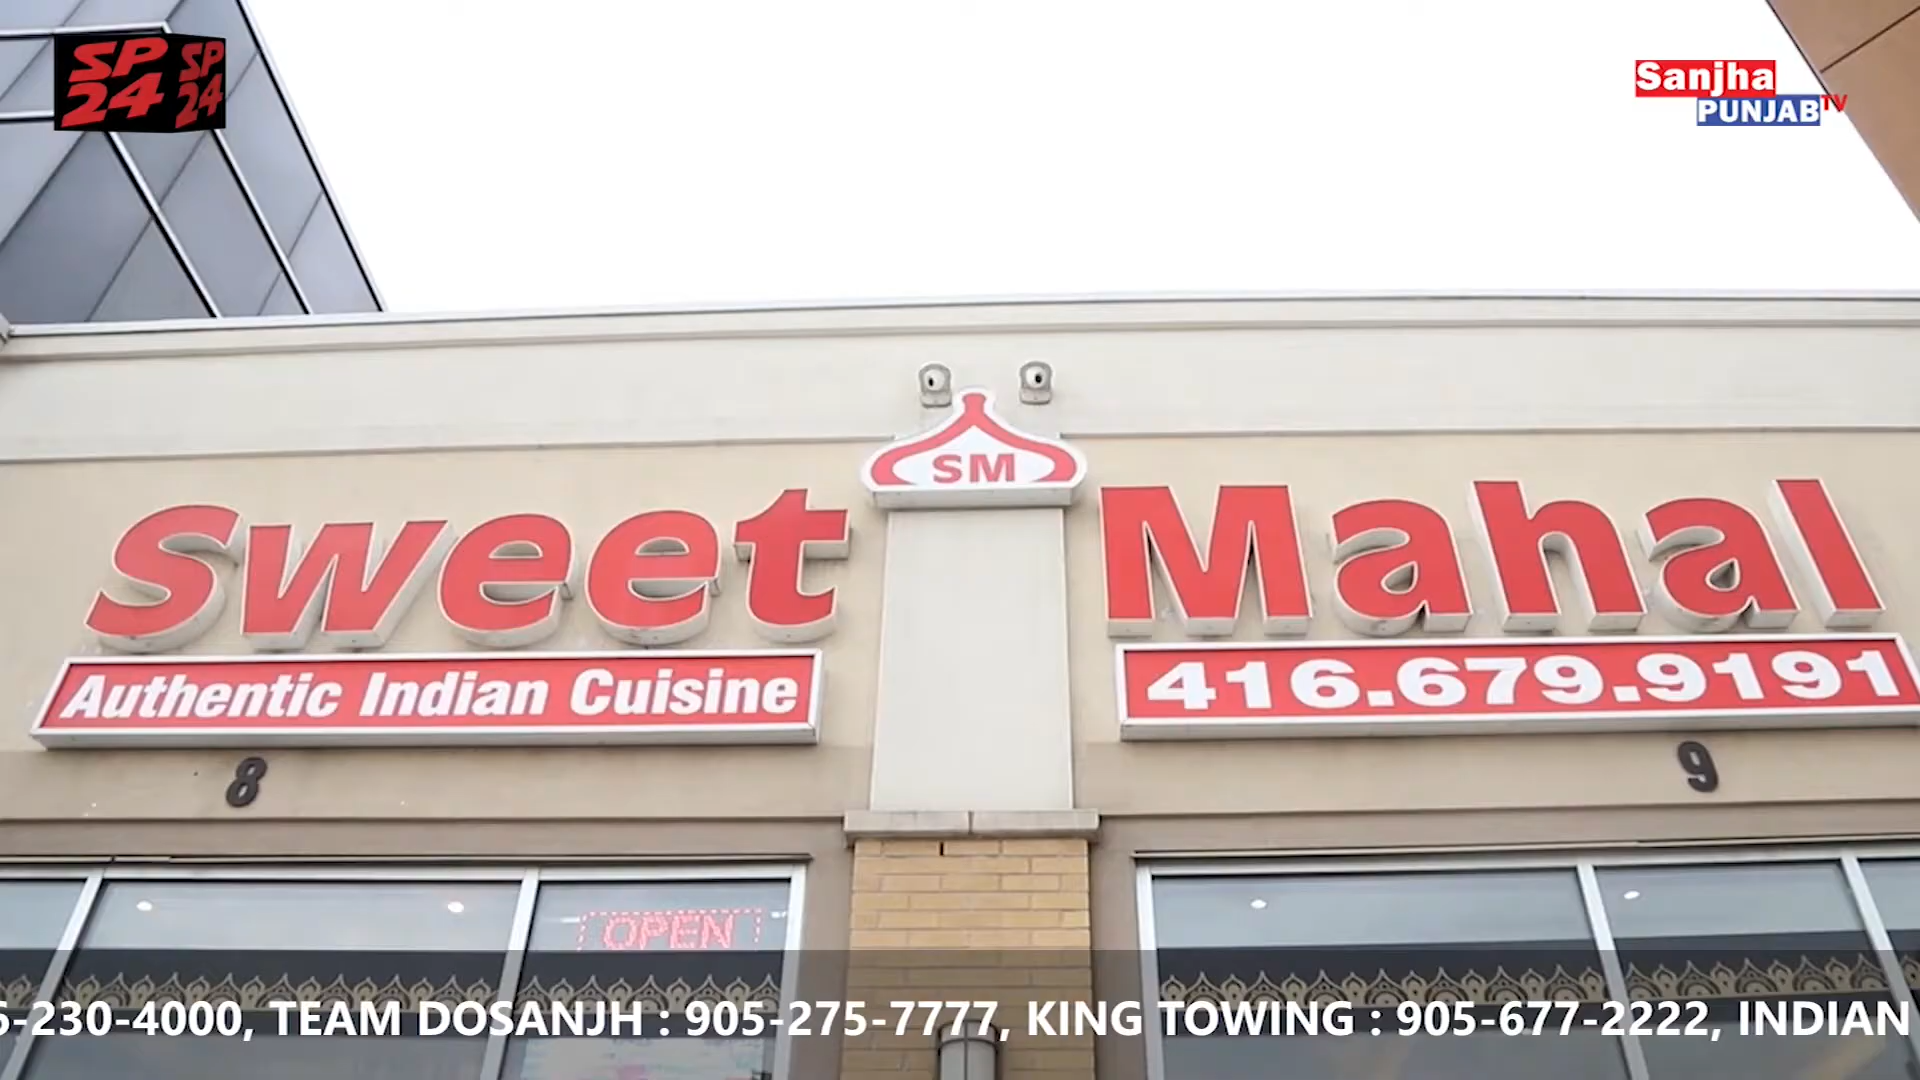 SP
24
SP
24
Sanjha
PUNJAB TV
SM
Sweet Mahal
Authentic Indian Cuisine
416.679.9191
8
9
OPEN
-230-4000, TEAM DOSANJH : 905-275-7777, KING TOWING : 905-677-2222, INDIAN